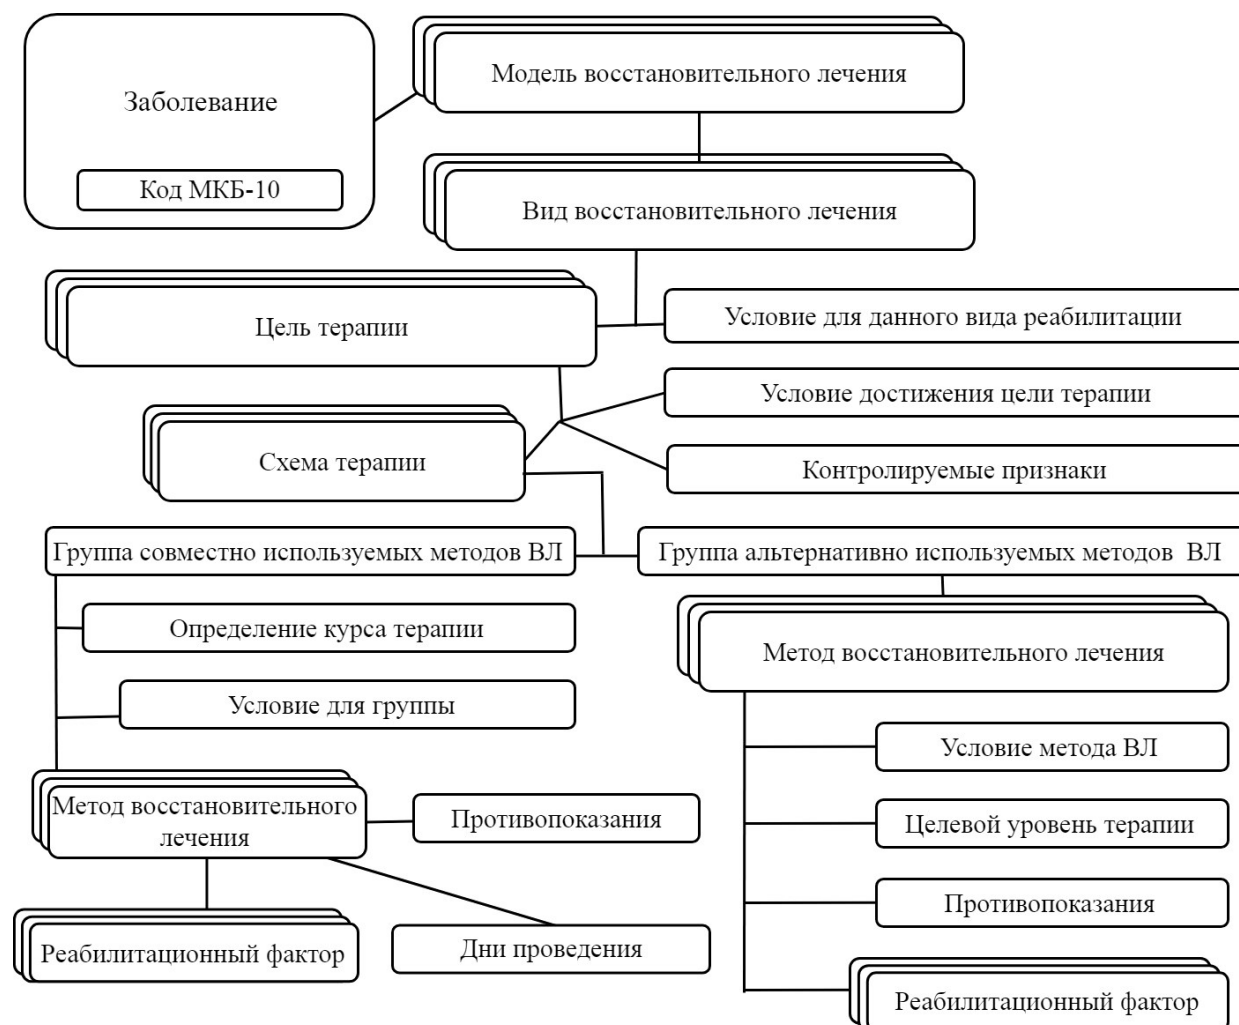 Заболевание
Код МКБ-10
Модель восстановительного лечения
Вид восстановительного лечения
Цель терапии
Условие для данного вида реабилитации
Условие достижения цели терапии
Схема терапии
Контролируемые признаки
Группа совместно используемых методов ВЛ
Группа альтернативно используемых методов ВЛ
Определение курса терапии
Условие для группы
Метод восстановительного
лечения
Противопоказания
Реабилитационный фактор
Дни проведения
Метод восстановительного лечения
Условие метода ВЛ
Целевой уровень терапии
Противопоказания
Реабилитационный фактор